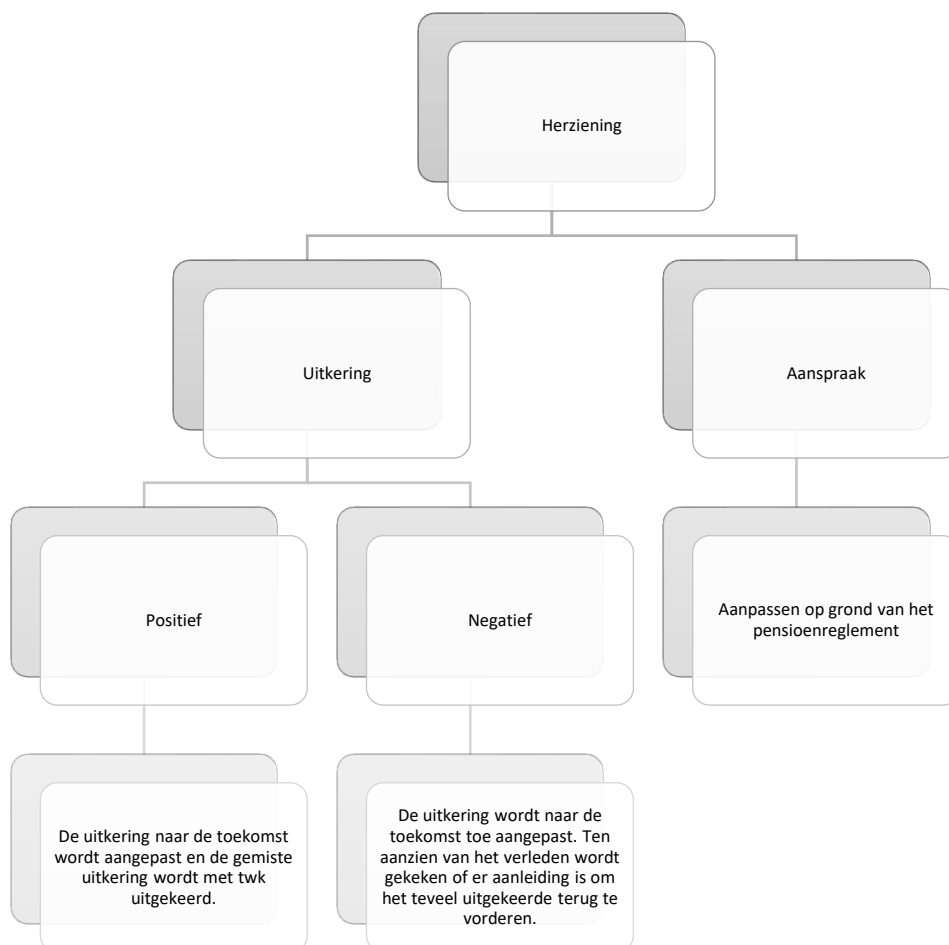 Herziening
Uitkering
Aanspraak
Positief
Negatief
Aanpassen op grond van het
pensioenreglement
De uitkering naar de toekomst
wordt aangepast en de gemiste
uitkering wordt met twk
uitgekeerd.
De uitkering wordt naar de
toekomst toe aangepast. Ten
aanzien van het verleden wordt
gekeken of er aanleiding is om
het teveel uitgekeerde terug te
vorderen.